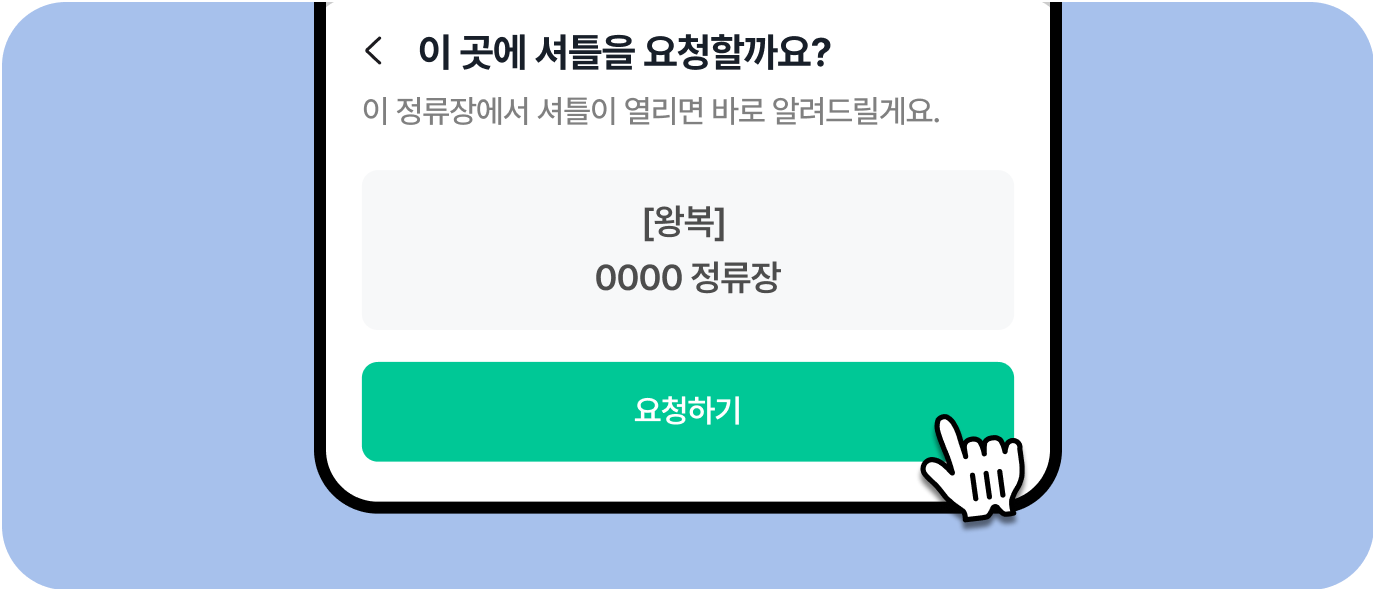 이 곳에 셔틀을 요청할까요?
이 정류장에서 셔틀이 열리면 바로 알려드릴게요.
[왕복]
0000 정류장
요청하기